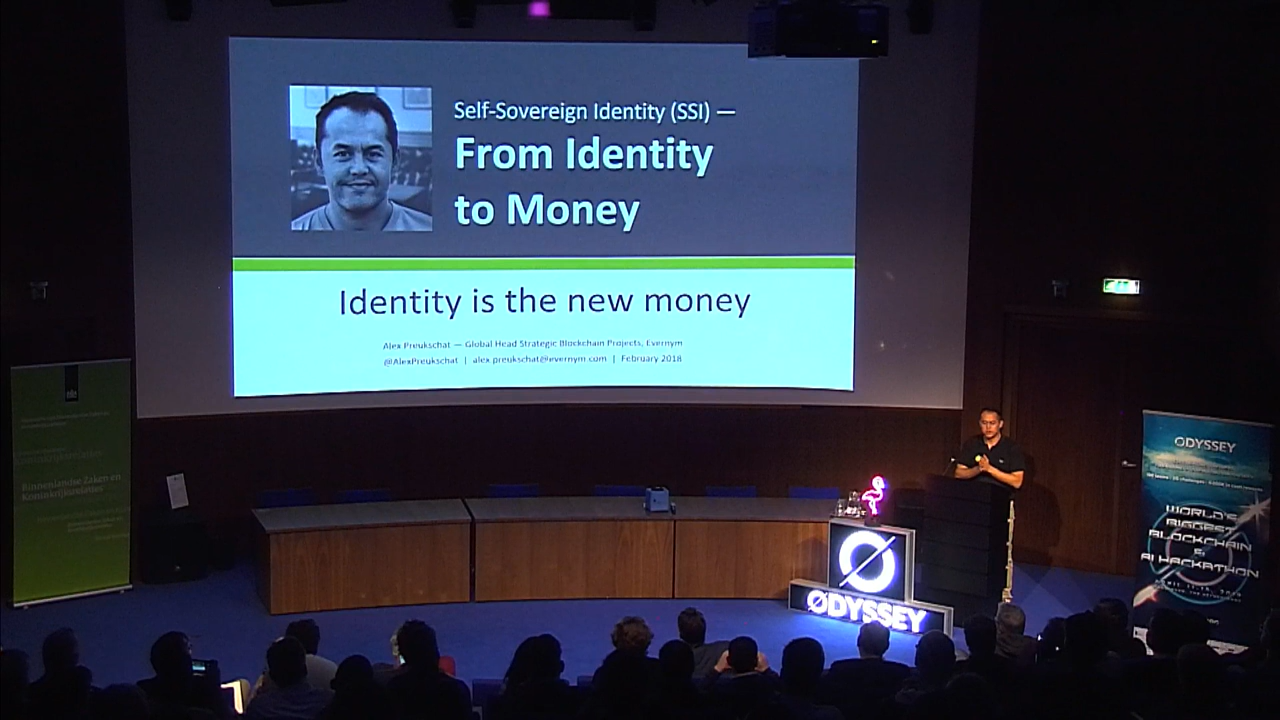 Self-Sovereign Identity (SSI) —
From Identity
to Money
Identity is the new money
Alex Preukschat — Global Head Strategic Blockchain Projects, Evernym
@AlexPreukschat | alex.preukschat@evernym.com | February 2018
Binnenlandse Zaken en
Koninkrijksrelaties
ØDYSSEY
ØDYSSEY
WORLD'S
BIGGEST
BLOCKCHAIN
&
AI HACKATHON